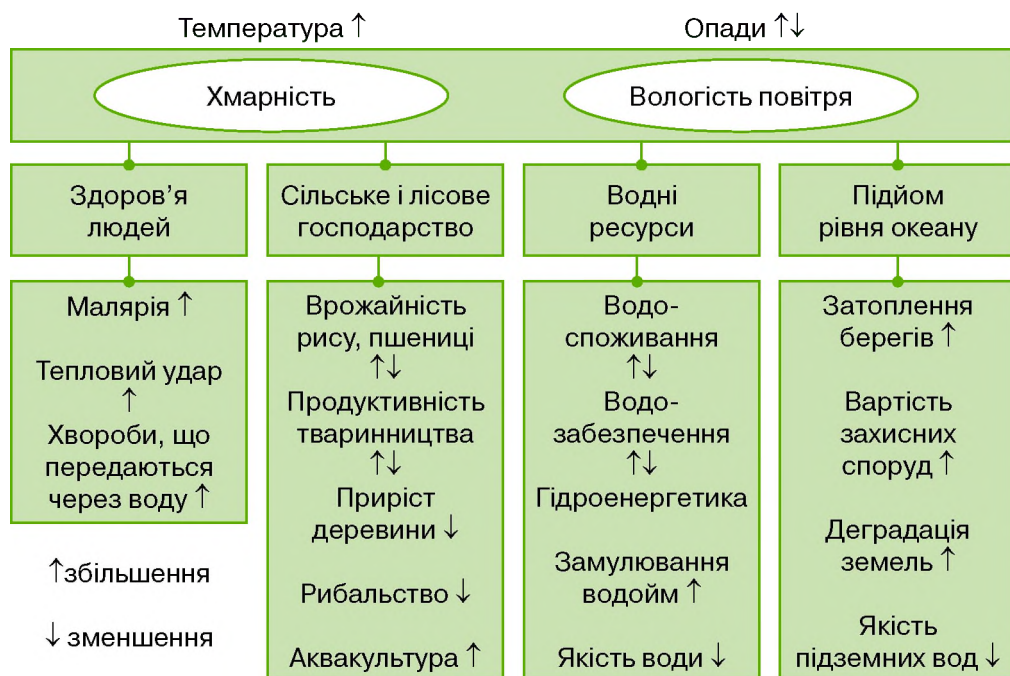 Температура ↑
Опади ↑↓
Хмарність
Вологість повітря
Здоров’я
людей
Сільське і лісове
господарство
Водні
ресурси
Підйом
рівня океану
Малярія ↑
Тепловий удар
↑
Хвороби, що
передаються
через воду ↑
Врожайність
рису, пшениці
↑↓
Продуктивність
тваринництва
↑↓
Приріст
деревини ↓
Рибальство ↓
Аквакультура ↑
Водо-
споживання
↑↓
Водо-
забезпечення
↑↓
Гідроенергетика
Замулювання
водойм ↑
Якість води ↓
Затоплення
берегів ↑
Вартість
захисних
споруд ↑
Деградація
земель ↑
Якість
підземних вод ↓
↑збільшення
↓ зменшення